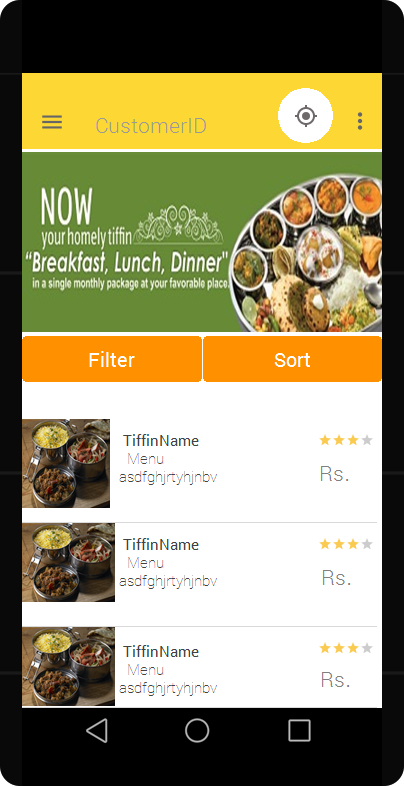 CustomerID
NOW
your homely tiffin
“Breakfast, Lunch, Dinner"
in a single monthly package at your favorable place.
Filter Sort
TiffinName
Menu
asdfghjrtyhjnbv
Rs.
TiffinName
Menu
asdfghjrtyhjnbv
Rs.
TiffinName
Menu
asdfghjrtyhjnbv
Rs.